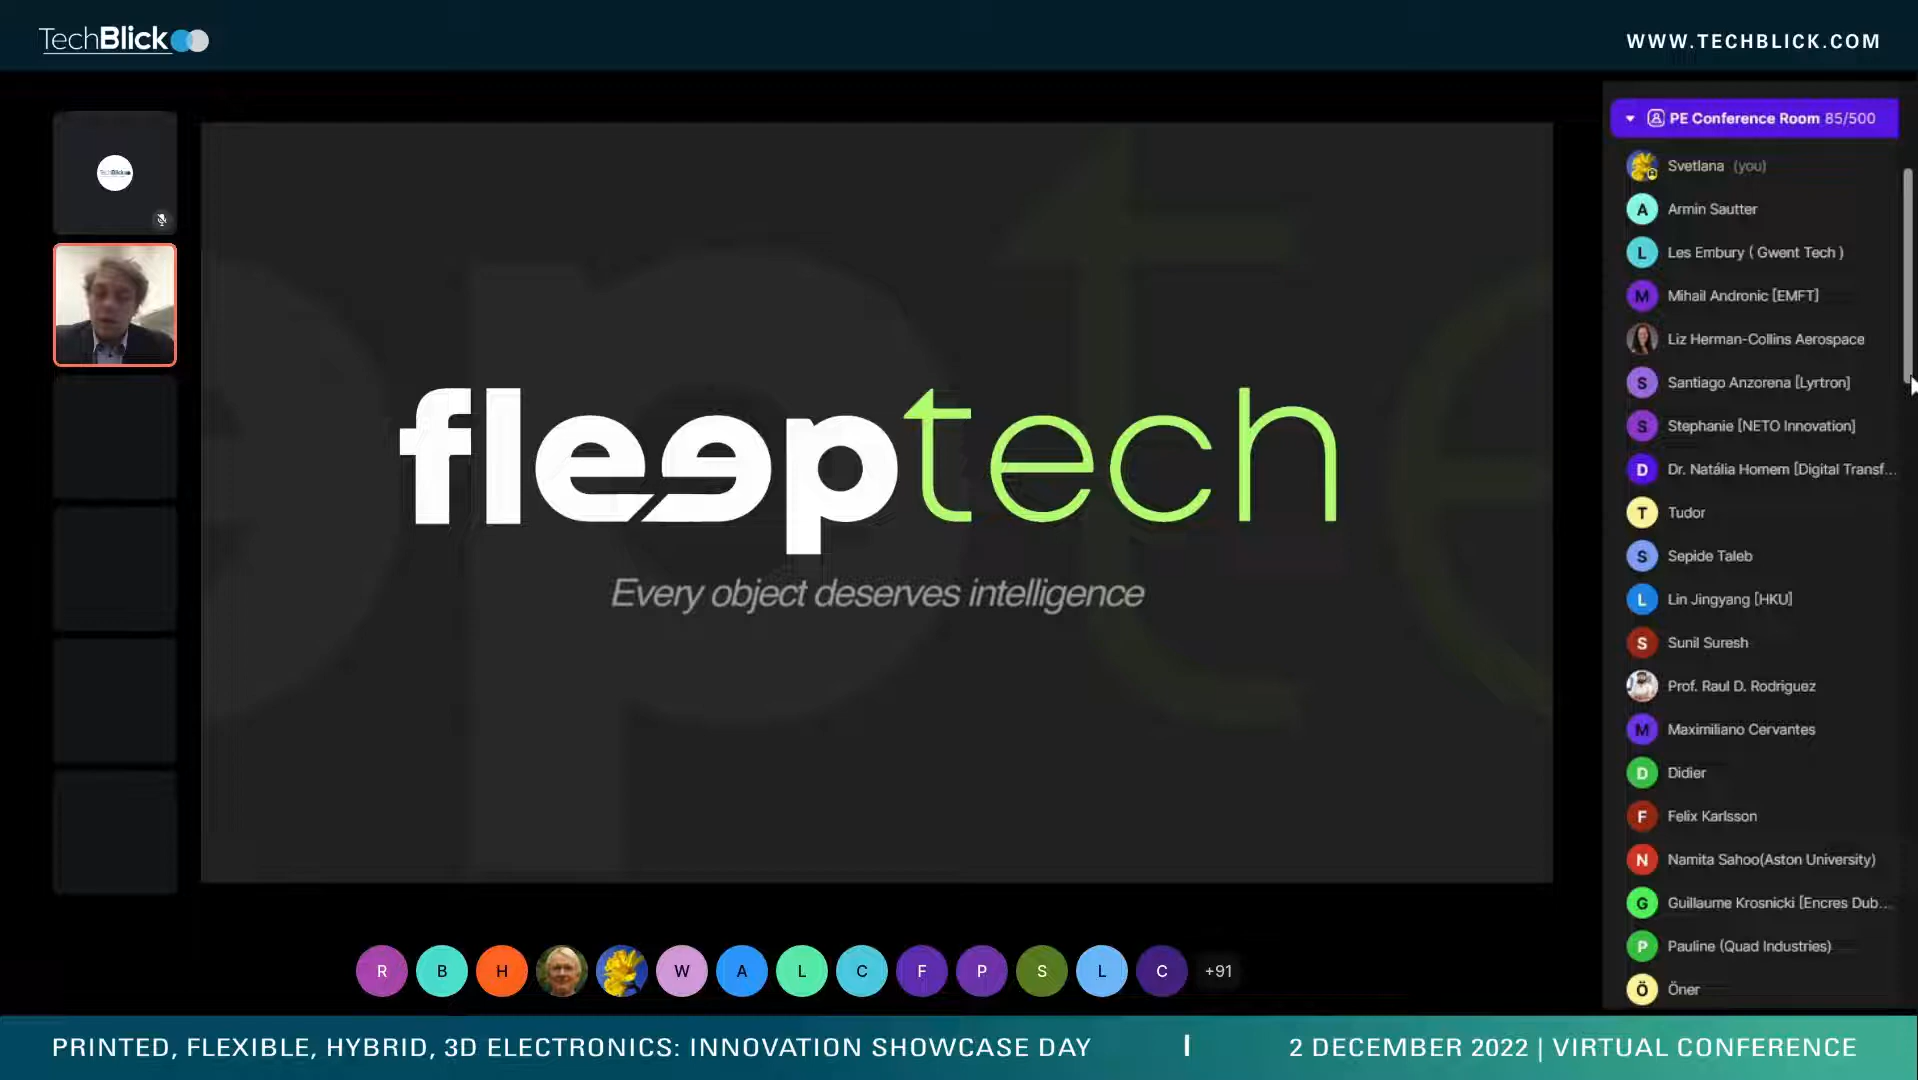 TechBlick
WWW.TECHBLICK.COM
TechBlick
PE Conference Room 85/500
Svetlana (you)
A Armin Sautter
L Les Embury ( Gwent Tech )
M Mihail Andronic [EMFT]
Liz Herman-Collins Aerospace
S Santiago Anzorena [Lyrtron]
S Stephanie [NETO Innovation]
D Dr. Natália Homem [Digital Transf...
T Tudor
S Sepide Taleb
L Lin Jingyang [HKU]
S Sunil Suresh
Prof. Raul D. Rodriguez
M Maximiliano Cervantes
D Didier
F Felix Karlsson
N Namita Sahoo(Aston University)
G Guillaume Krosnicki [Encres Dub...
P Pauline (Quad Industries)
Ö Öner
fleeptech
Every object deserves intelligence
R B H W A L C F P S L C +91
PRINTED, FLEXIBLE, HYBRID, 3D ELECTRONICS: INNOVATION SHOWCASE DAY | 2 DECEMBER 2022 | VIRTUAL CONFERENCE